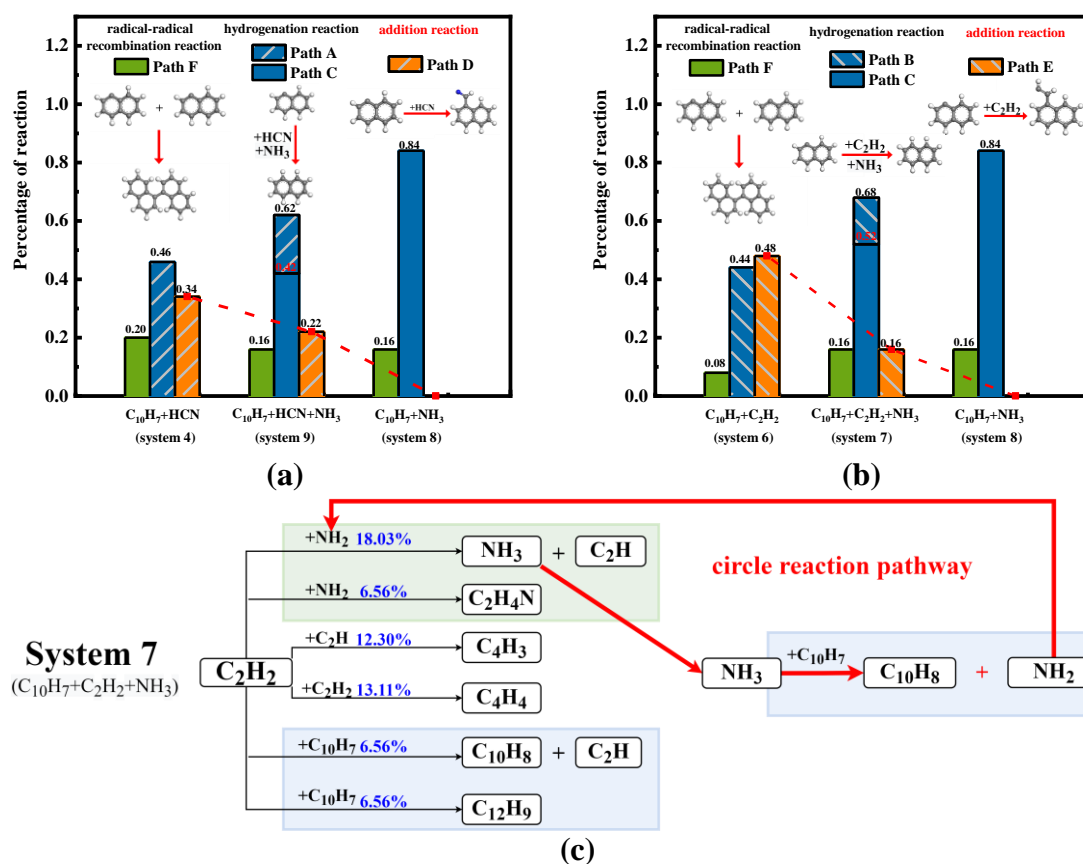 (a)
radical-radical
recombination reaction
hydrogenation reaction
addition reaction
Path F
Path A
Path C
Path D
+
+HCN
+NH₃
+HCN
Percentage of reaction
1.2
1.0
0.8
0.6
0.4
0.2
0.0
0.20
0.46
0.34
0.16
0.62
0.22
0.16
0.84
C₁₀H₇+HCN
(system 4)
C₁₀H₇+HCN+NH₃
(system 9)
C₁₀H₇+NH₃
(system 8)
(b)
radical-radical
recombination reaction
hydrogenation reaction
addition reaction
Path F
Path B
Path C
Path E
+
+C₂H₂
+NH₃
+C₂H₂
Percentage of reaction
1.2
1.0
0.8
0.6
0.4
0.2
0.0
0.08
0.44
0.48
0.16
0.68
0.52
0.16
0.16
0.84
C₁₀H₇+C₂H₂
(system 6)
C₁₀H₇+C₂H₂+NH₃
(system 7)
C₁₀H₇+NH₃
(system 8)
System 7
(C₁₀H₇+C₂H₂+NH₃)
C₂H₂
+NH₂ 18.03%
NH₃ + C₂H
+NH₂ 6.56%
C₂H₄N
+C₂H 12.30%
C₄H₃
+C₂H₂ 13.11%
C₄H₄
+C₁₀H₇ 6.56%
C₁₀H₈ + C₂H
+C₁₀H₇ 6.56%
C₁₂H₉
circle reaction pathway
NH₃
+C₁₀H₇
C₁₀H₈ + NH₂
(c)